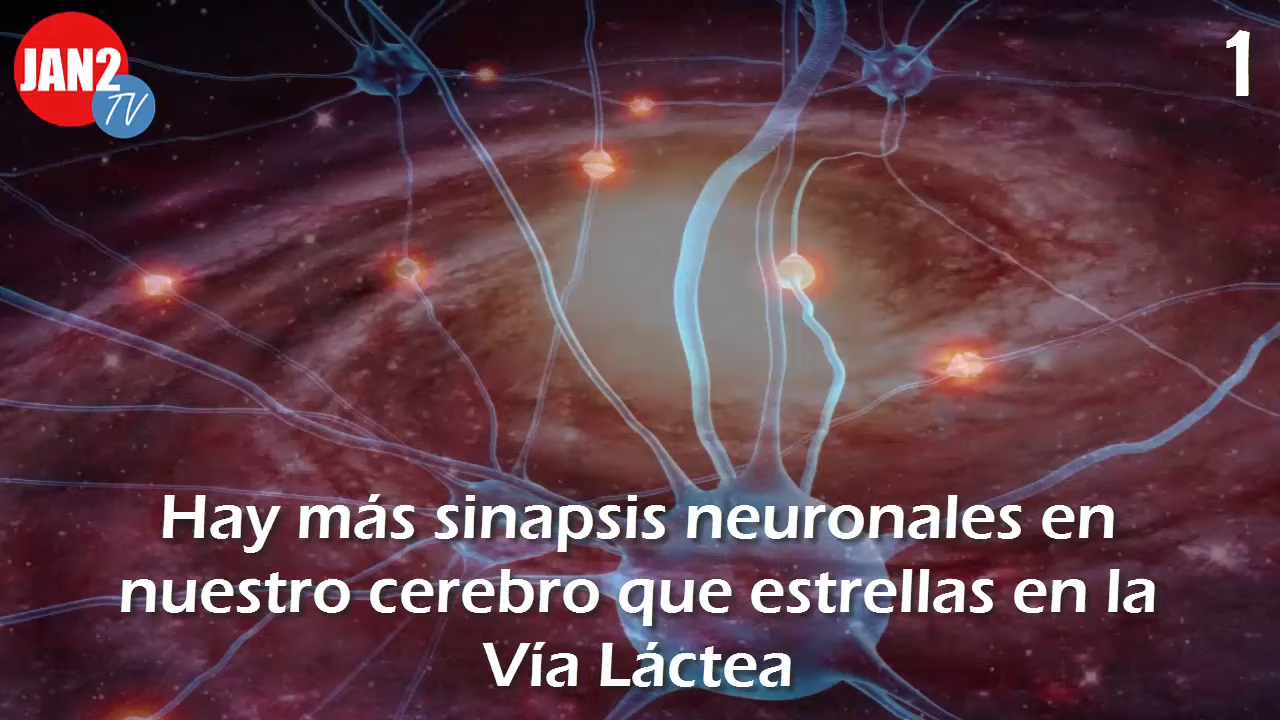 JAN2
TV
1
Hay más sinapsis neuronales en
nuestro cerebro que estrellas en la
Vía Láctea